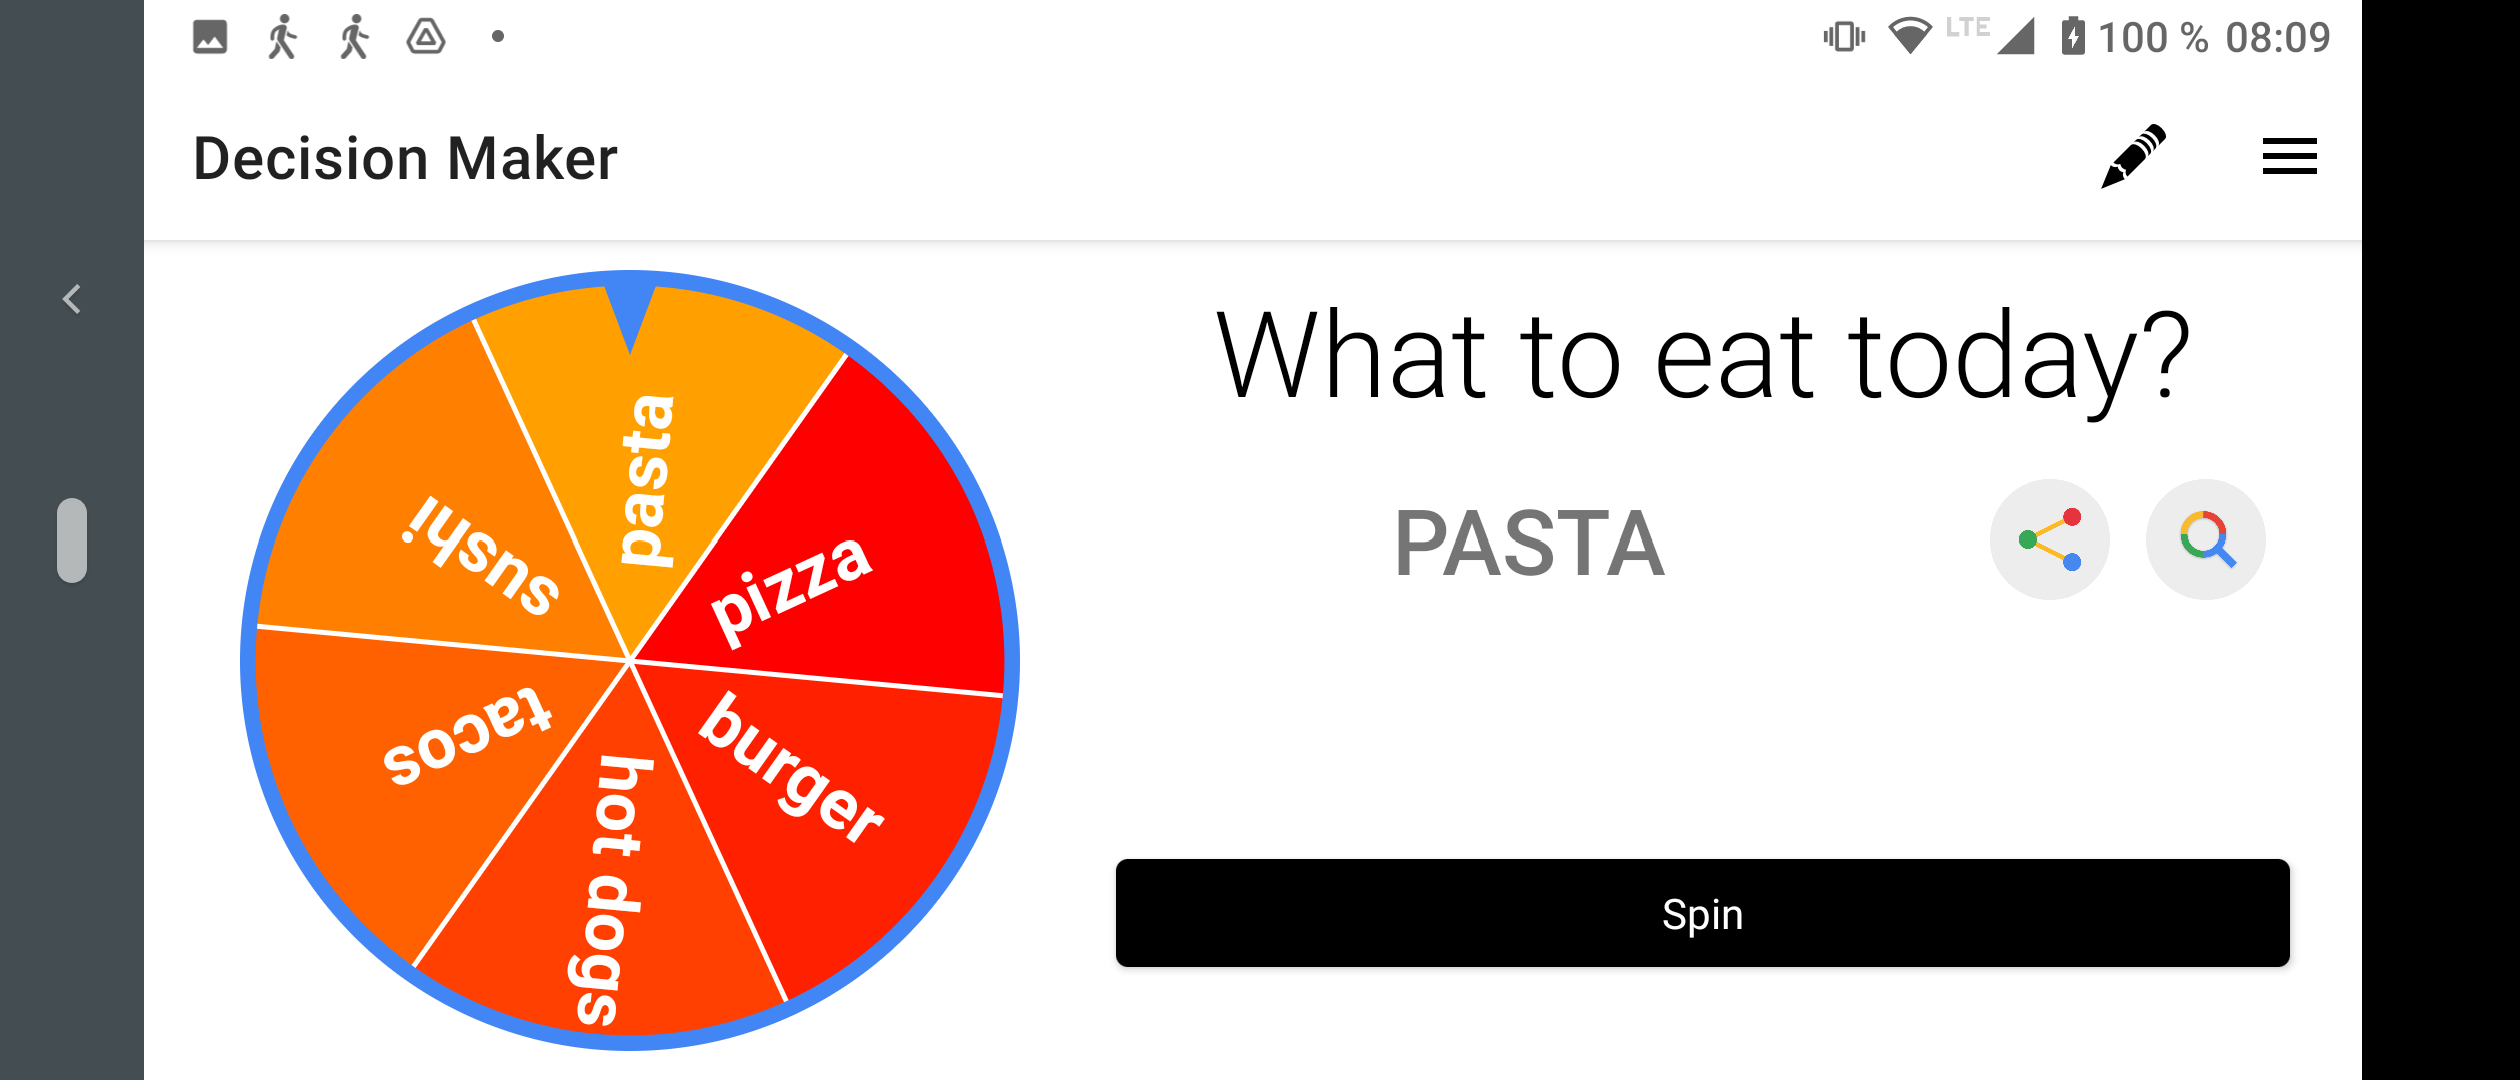 LTE 100 % 08:09
Decision Maker
What to eat today?
PASTA
Spin
pasta
pizza
burger
hot dogs
tacos
sushi